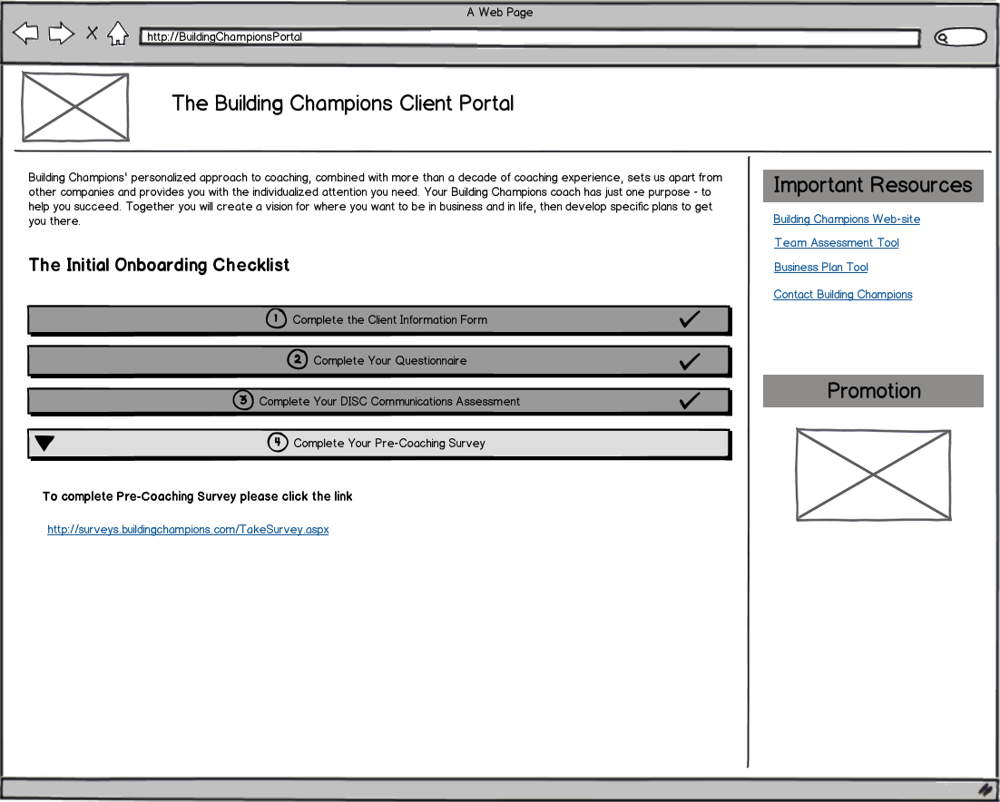 A Web Page
http://BuildingChampionsPortal
The Building Champions Client Portal
Building Champions' personalized approach to coaching, combined with more than a decade of coaching experience, sets us apart from
other companies and provides you with the individualized attention you need. Your Building Champions coach has just one purpose - to
help you succeed. Together you will create a vision for where you want to be in business and in life, then develop specific plans to get
you there.
The Initial Onboarding Checklist
1 Complete the Client Information Form
2 Complete Your Questionnaire
3 Complete Your DISC Communications Assessment
4 Complete Your Pre-Coaching Survey
To complete Pre-Coaching Survey please click the link
http://surveys.buildingchampions.com/TakeSurvey.aspx
Important Resources
Building Champions Web-site
Team Assessment Tool
Business Plan Tool
Contact Building Champions
Promotion